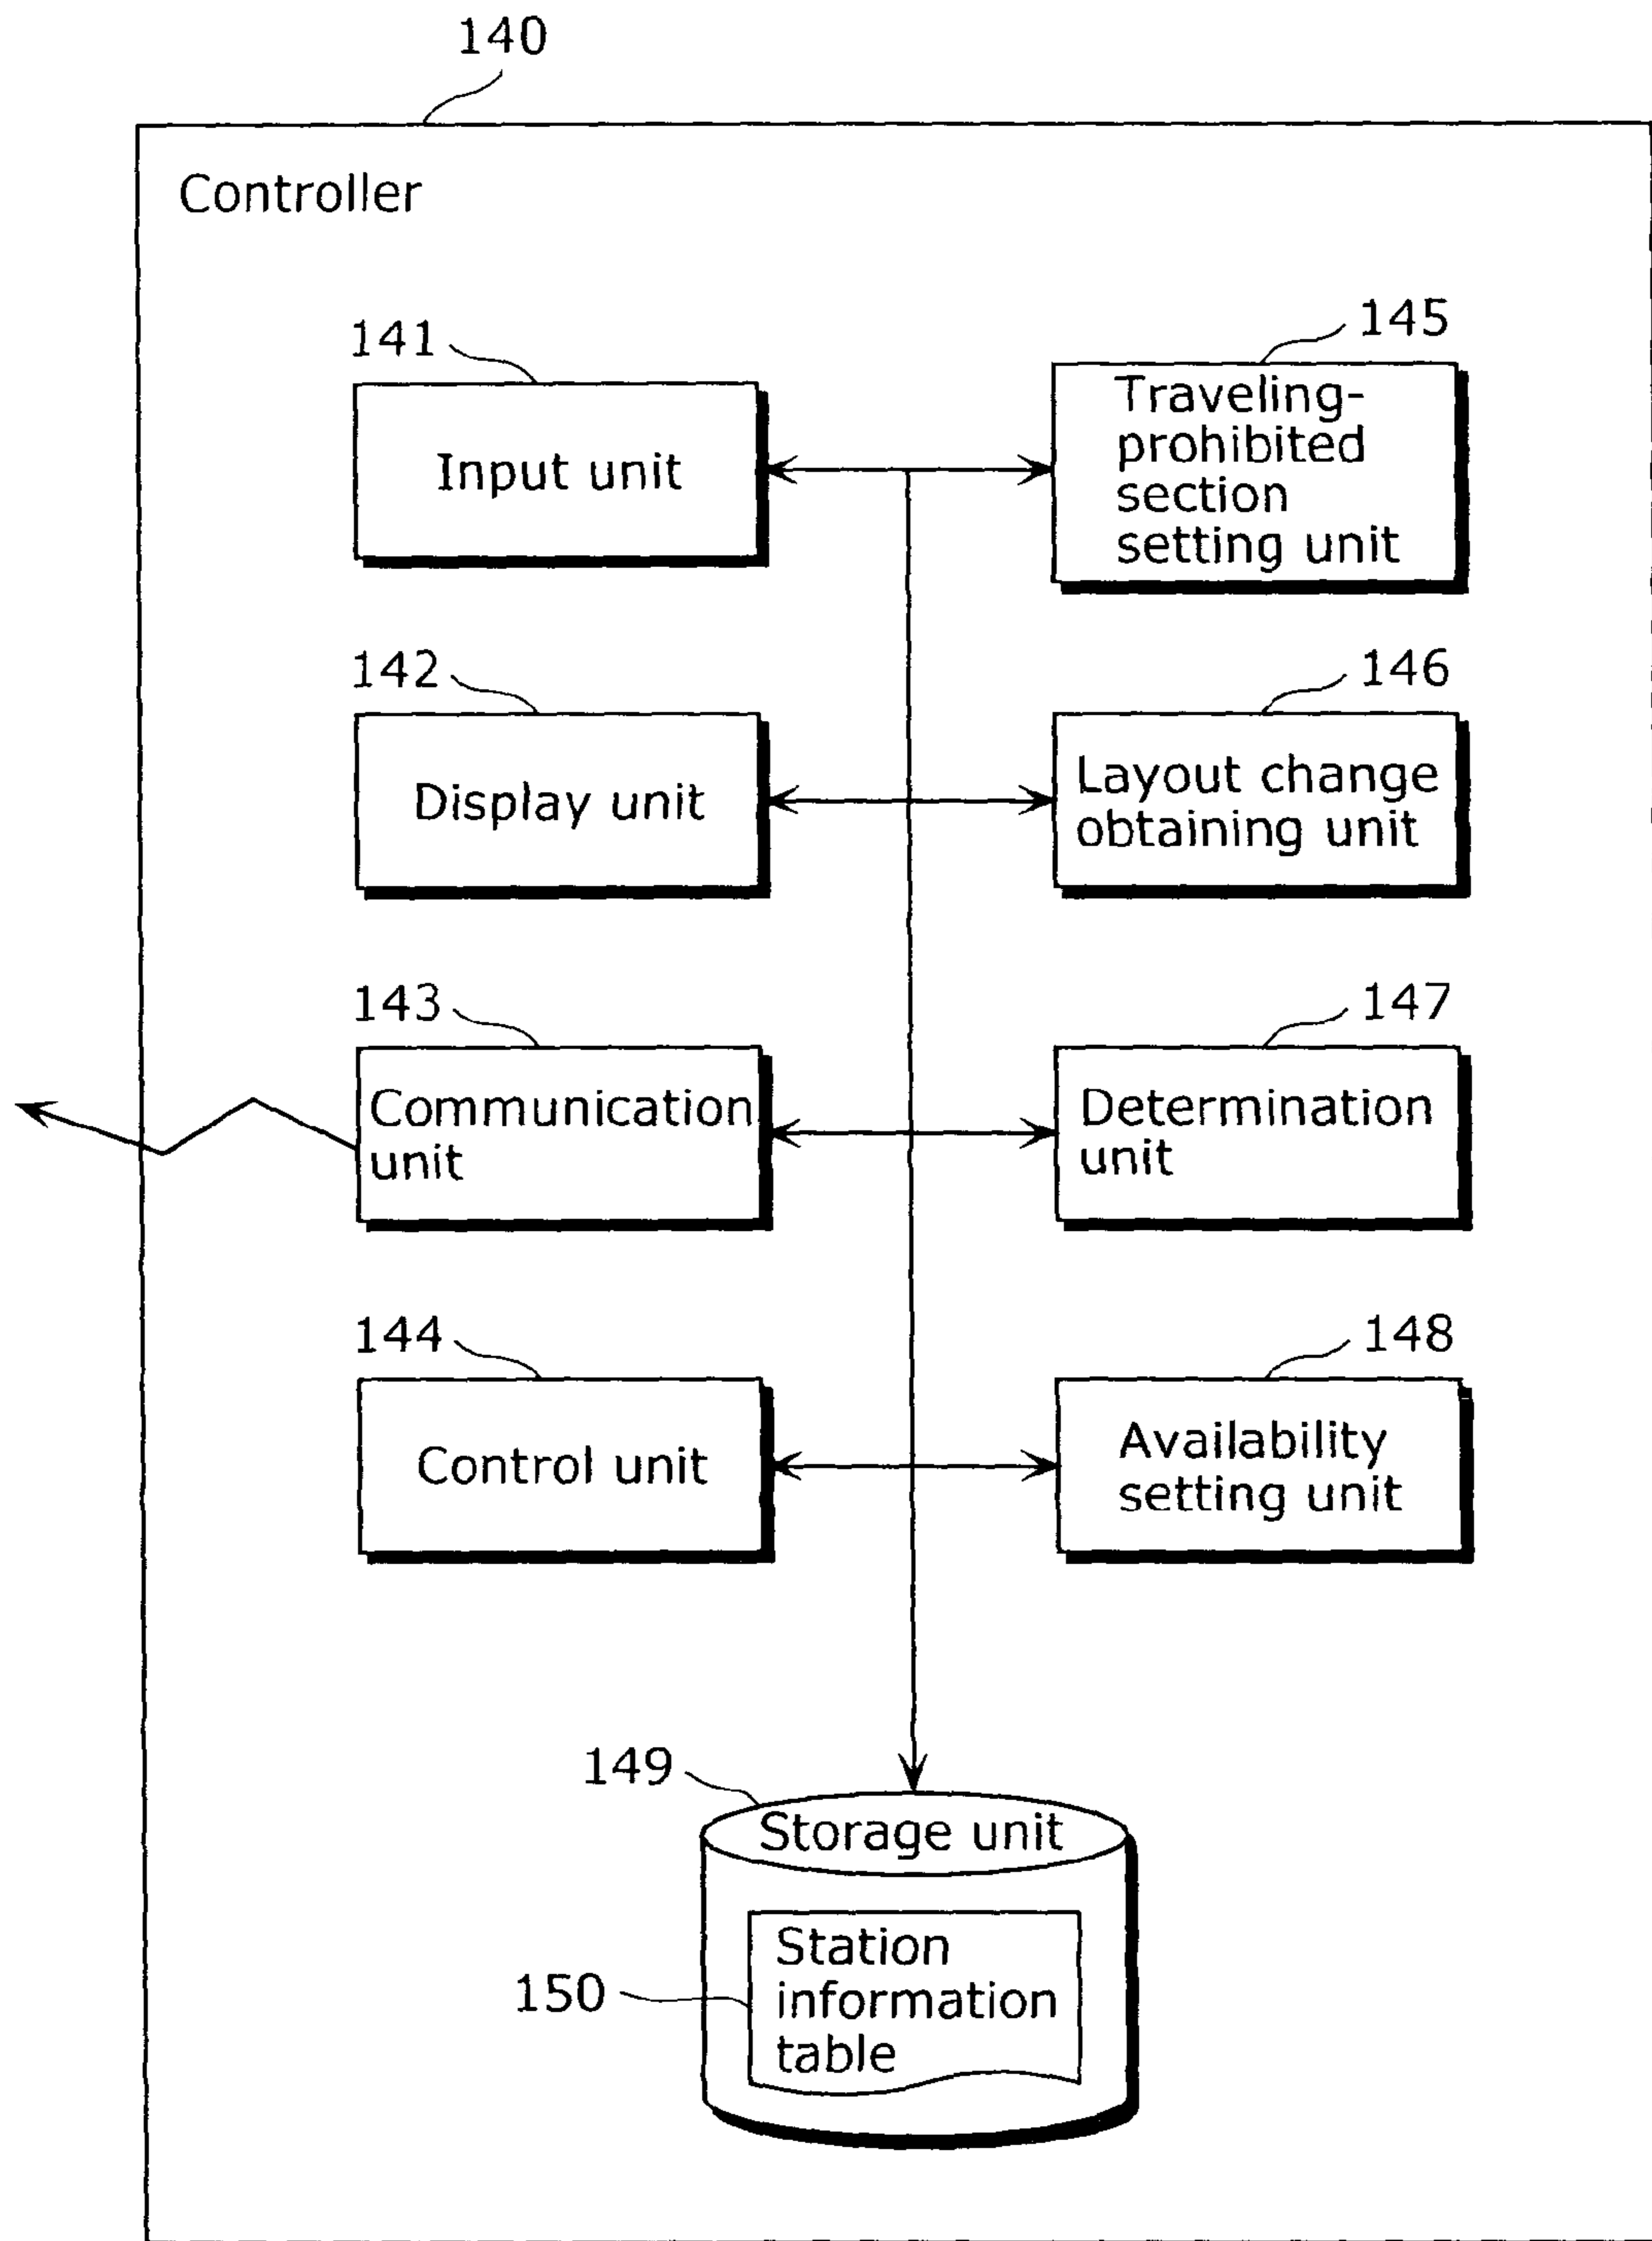 140
Controller
141
Input unit
145
Traveling-
prohibited
section
setting unit
142
Display unit
146
Layout change
obtaining unit
143
Communication
unit
147
Determination
unit
144
Control unit
148
Availability
setting unit
149
Storage unit
150
Station
information
table